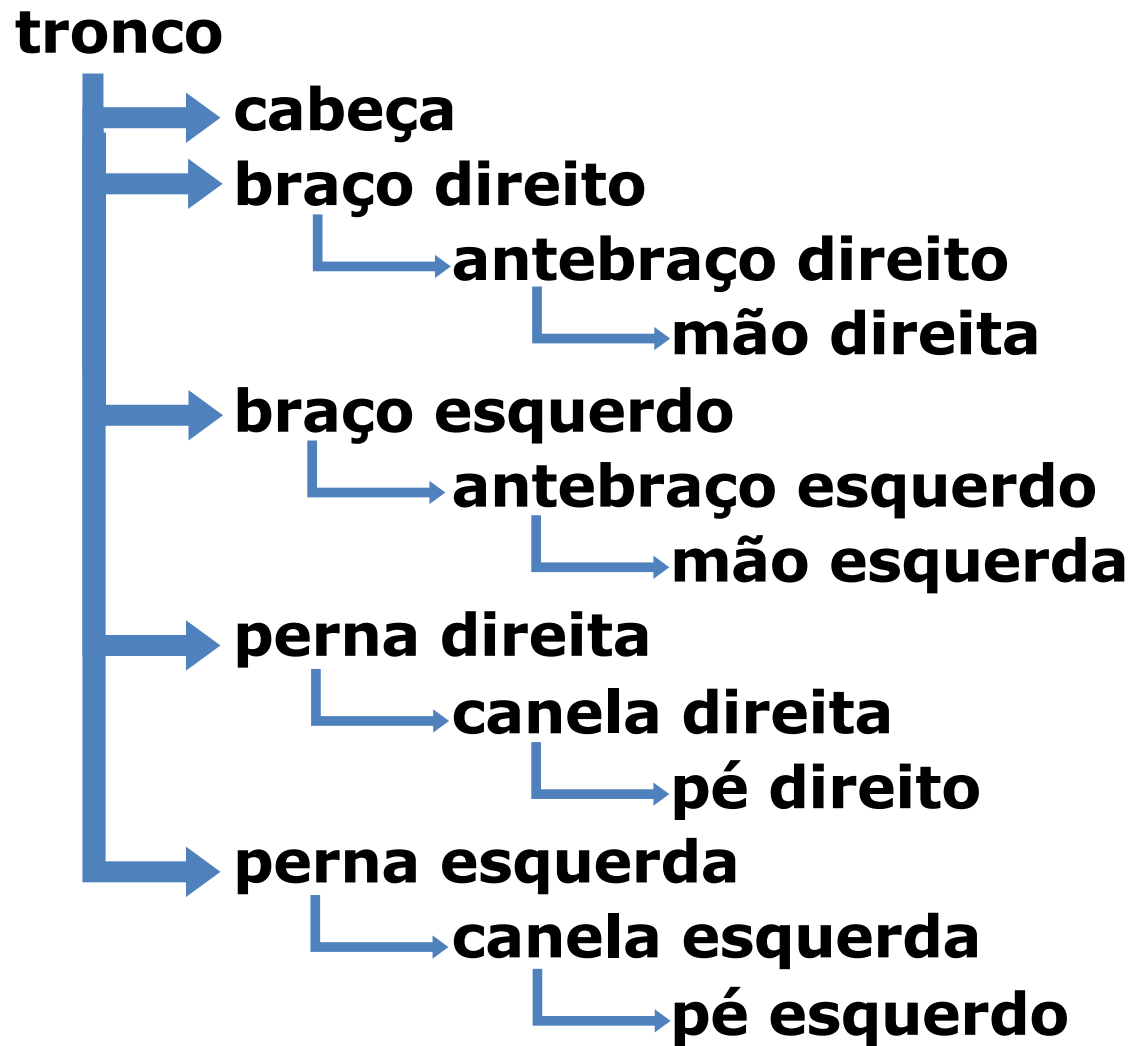 tronco
cabeça
braço direito
antebraço direito
mão direita
braço esquerdo
antebraço esquerdo
mão esquerda
perna direita
canela direita
pé direito
perna esquerda
canela esquerda
pé esquerdo